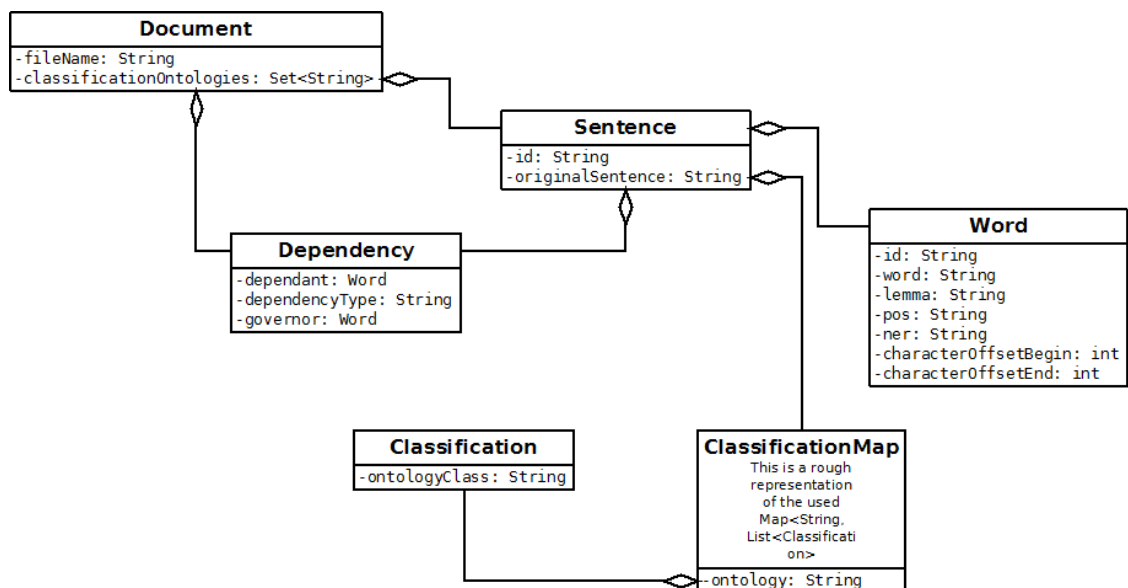 Document
-fileName: String
-classificationOntologies: Set<String>
Sentence
-id: String
-originalSentence: String
Word
-id: String
-word: String
-lemma: String
-pos: String
-ner: String
-characterOffsetBegin: int
-characterOffsetEnd: int
Dependency
-dependant: Word
-dependencyType: String
-governor: Word
Classification
-ontologyClass: String
ClassificationMap
This is a rough
representation
of the used
Map<String,
List<Classificati
on>
-ontology: String